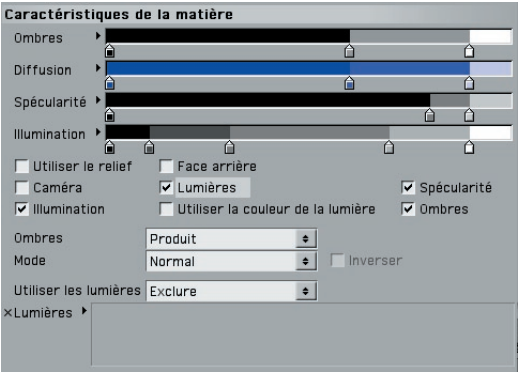 Caractéristiques de la matière
Ombres
Diffusion
Spécularité
Illumination
Utiliser le relief Face arrière
Caméra Lumières Spécularité
Illumination Utiliser la couleur de la lumière Ombres
Ombres Produit
Mode Normal Inverser
Utiliser les lumières Exclure
×Lumières